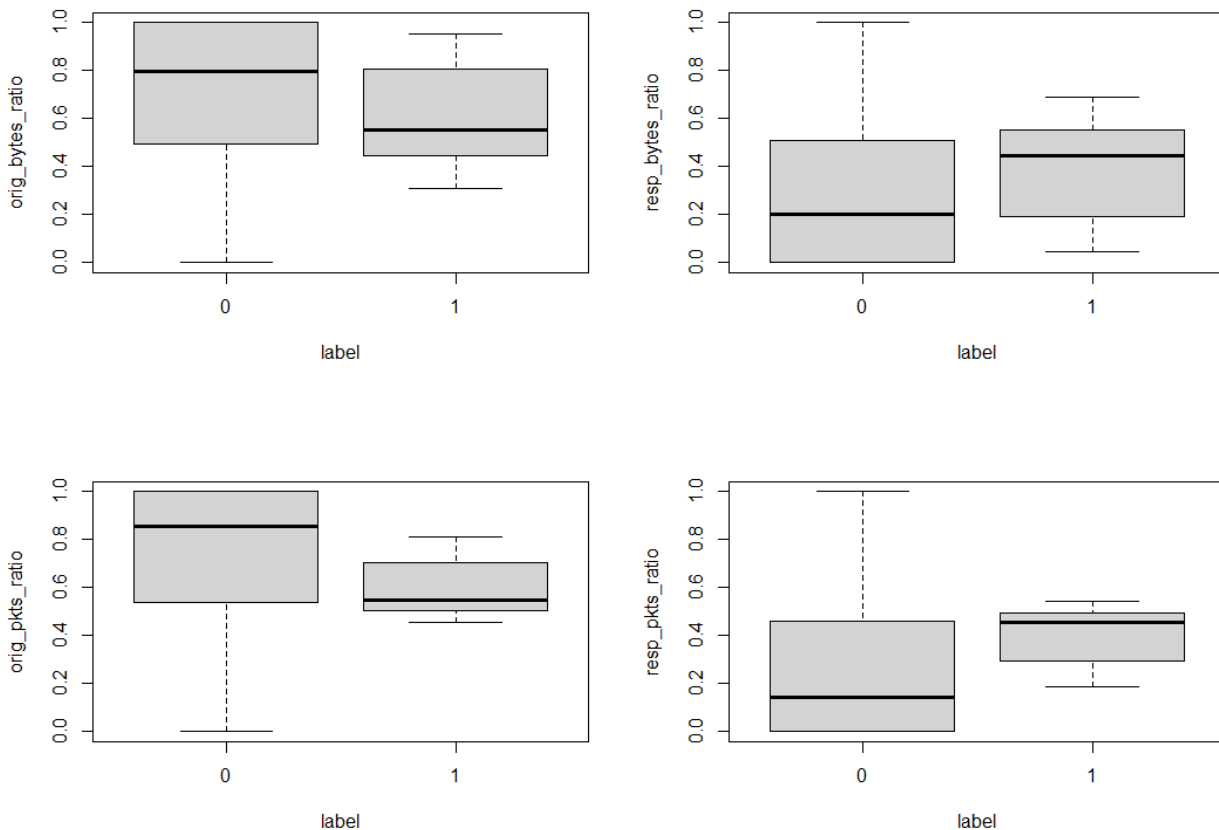 orig_bytes_ratio
0.0 0.2 0.4 0.6 0.8 1.0
0 1
label
resp_bytes_ratio
0.0 0.2 0.4 0.6 0.8 1.0
0 1
label
orig_pkts_ratio
0.0 0.2 0.4 0.6 0.8 1.0
0 1
label
resp_pkts_ratio
0.0 0.2 0.4 0.6 0.8 1.0
0 1
label